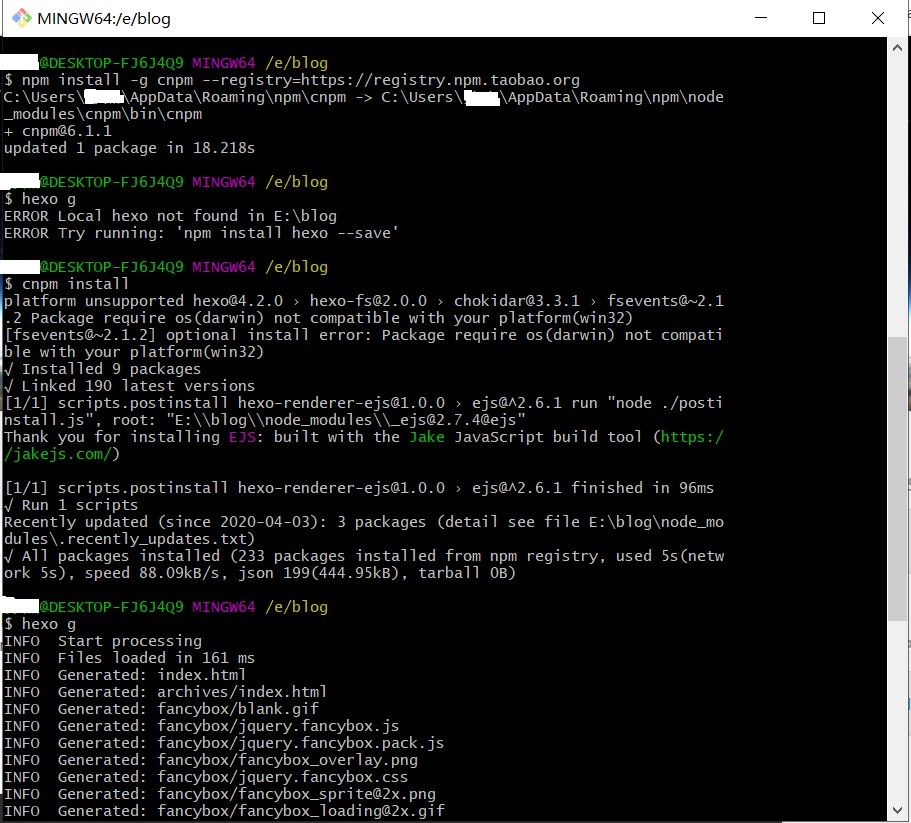 MINGW64:/e/blog
@DESKTOP-FJ6J4Q9 MINGW64 /e/blog
$ npm install -g cnpm --registry=https://registry.npm.taobao.org
C:\Users\ \AppData\Roaming\npm\cnpm -> C:\Users\ \AppData\Roaming\npm\node
_modules\cnpm\bin\cnpm
+ cnpm@6.1.1
updated 1 package in 18.218s
@DESKTOP-FJ6J4Q9 MINGW64 /e/blog
$ hexo g
ERROR Local hexo not found in E:\blog
ERROR Try running: 'npm install hexo --save'
@DESKTOP-FJ6J4Q9 MINGW64 /e/blog
$ cnpm install
platform unsupported hexo@4.2.0 › hexo-fs@2.0.0 › chokidar@3.3.1 › fsevents@~2.1
.2 Package require os(darwin) not compatible with your platform(win32)
[fsevents@~2.1.2] optional install error: Package require os(darwin) not compati
ble with your platform(win32)
√ Installed 9 packages
√ Linked 190 latest versions
[1/1] scripts.postinstall hexo-renderer-ejs@1.0.0 › ejs@^2.6.1 run "node ./posti
nstall.js", root: "E:\\blog\\node_modules\\_ejs@2.7.4@ejs"
Thank you for installing EJS: built with the Jake JavaScript build tool (https:/
/jakejs.com/)
[1/1] scripts.postinstall hexo-renderer-ejs@1.0.0 › ejs@^2.6.1 finished in 96ms
√ Run 1 scripts
Recently updated (since 2020-04-03): 3 packages (detail see file E:\blog\node_mo
dules\.recently_updates.txt)
√ All packages installed (233 packages installed from npm registry, used 5s(netw
ork 5s), speed 88.09kB/s, json 199(444.95kB), tarball 0B)
@DESKTOP-FJ6J4Q9 MINGW64 /e/blog
$ hexo g
INFO  Start processing
INFO  Files loaded in 161 ms
INFO  Generated: index.html
INFO  Generated: archives/index.html
INFO  Generated: fancybox/blank.gif
INFO  Generated: fancybox/jquery.fancybox.js
INFO  Generated: fancybox/jquery.fancybox.pack.js
INFO  Generated: fancybox/fancybox_overlay.png
INFO  Generated: fancybox/jquery.fancybox.css
INFO  Generated: fancybox/fancybox_sprite@2x.png
INFO  Generated: fancybox/fancybox_loading@2x.gif